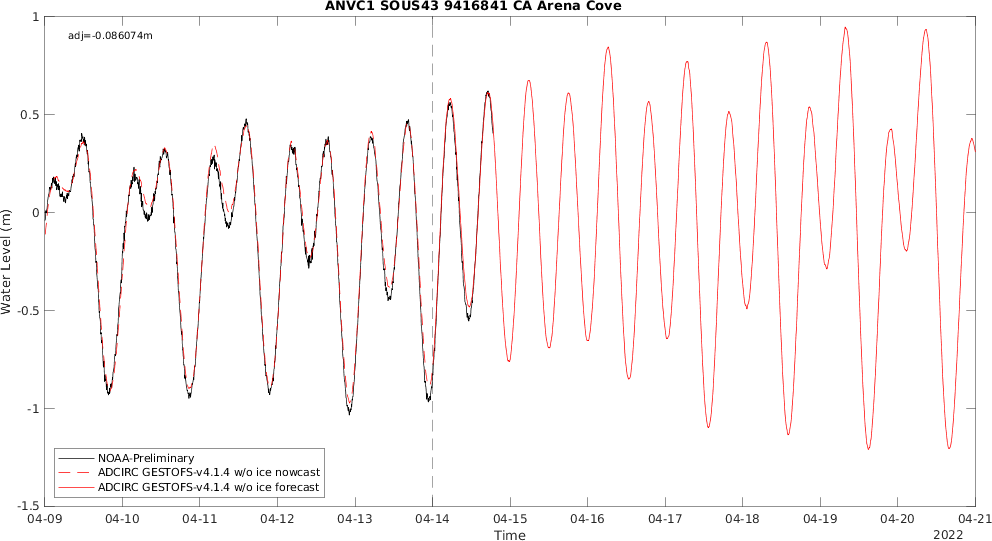 ANVC1 SOUS43 9416841 CA Arena Cove
adj=-0.086074m
1
0.5
0
-0.5
-1
-1.5
Water Level (m)
NOAA-Preliminary
ADCIRC GESTOFS-v4.1.4 w/o ice nowcast
ADCIRC GESTOFS-v4.1.4 w/o ice forecast
04-09 04-10 04-11 04-12 04-13 04-14 04-15 04-16 04-17 04-18 04-19 04-20 04-21
Time
2022